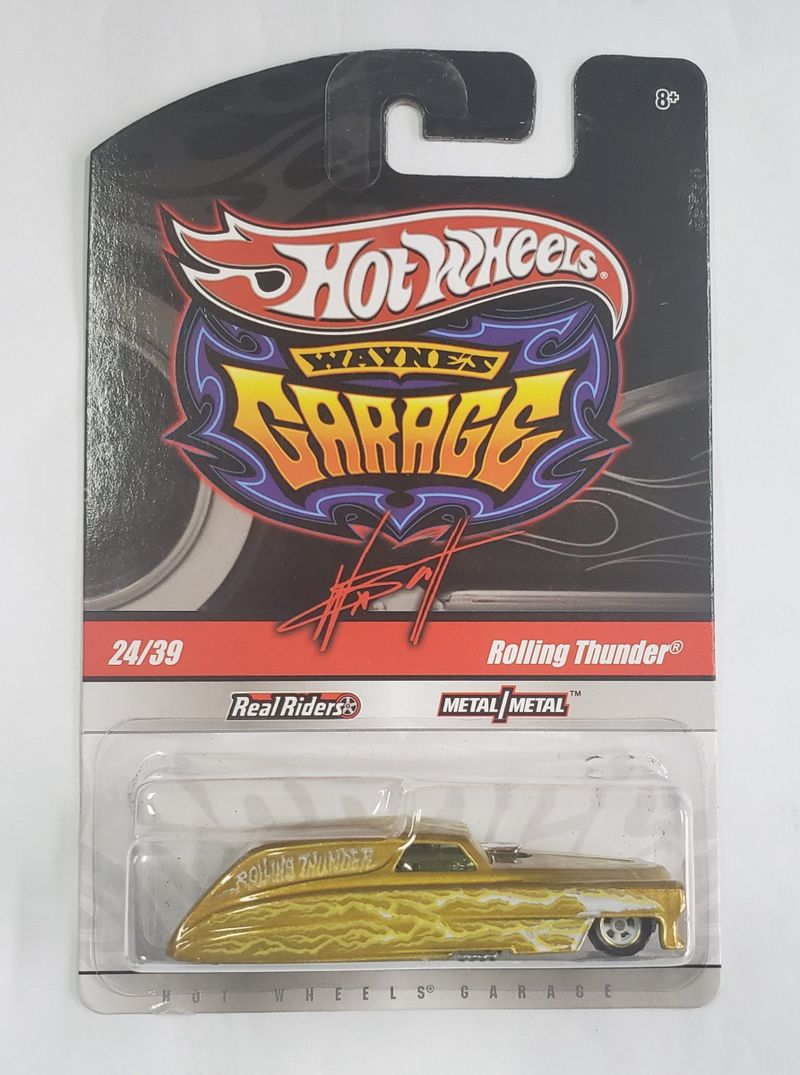 8+
HOT WHEELS®
WAYNE'S
GARAGE
24/39
Rolling Thunder®
Real Riders
METAL/METAL™
ROLLING THUNDER
HOT WHEELS® GARAGE